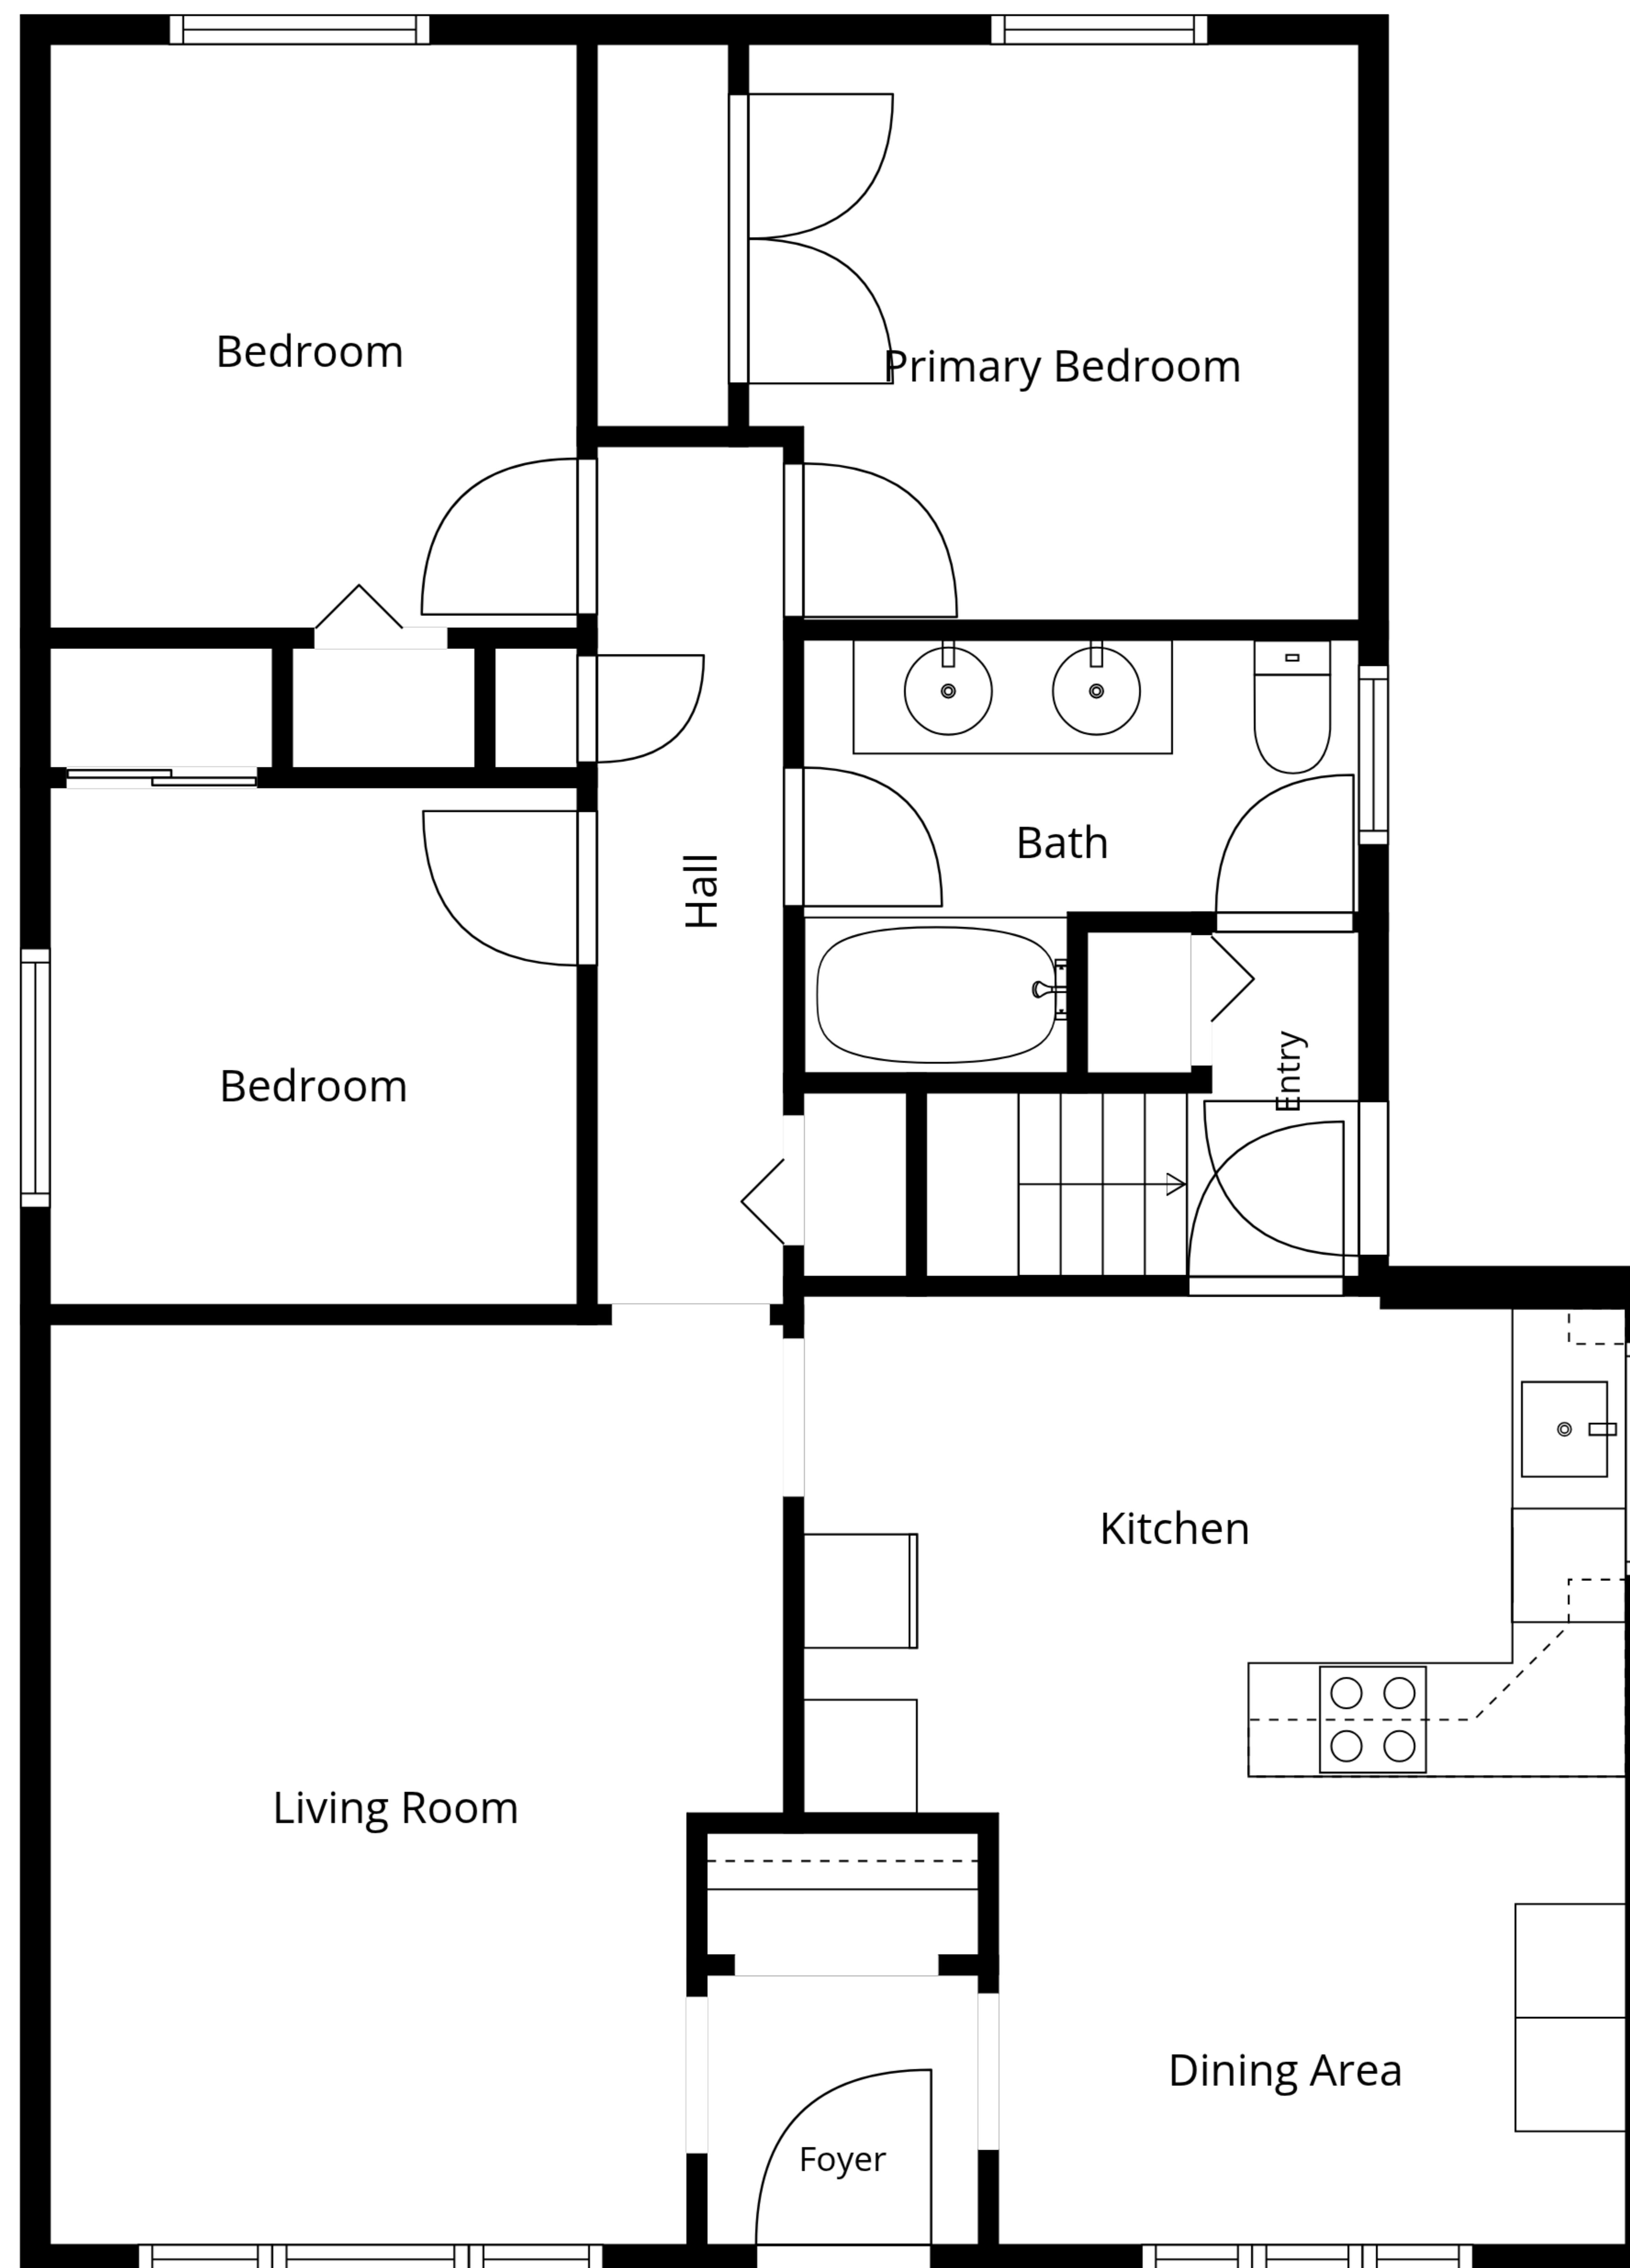 Bedroom
Primary Bedroom
Bath
Hall
Entry
Bedroom
Kitchen
Living Room
Dining Area
Foyer